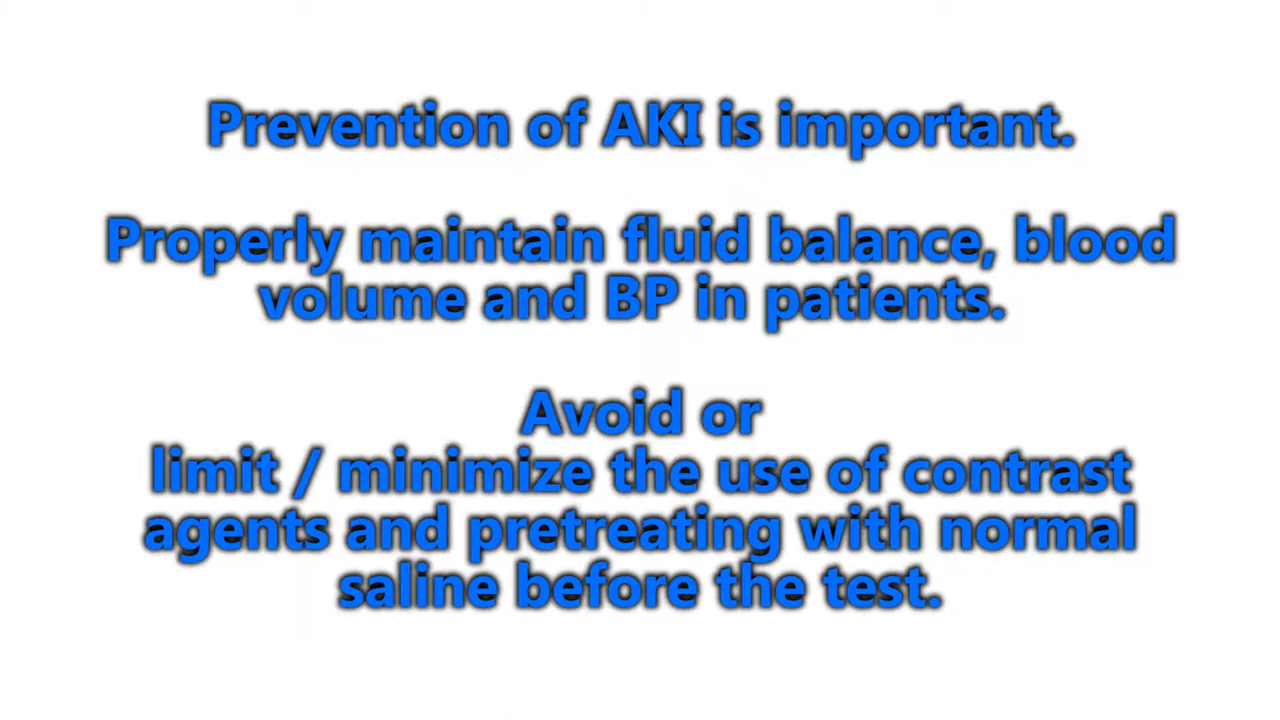 Prevention of AKI is important.
Properly maintain fluid balance, blood
volume and BP in patients.
Avoid or
limit / minimize the use of contrast
agents and pretreating with normal
saline before the test.